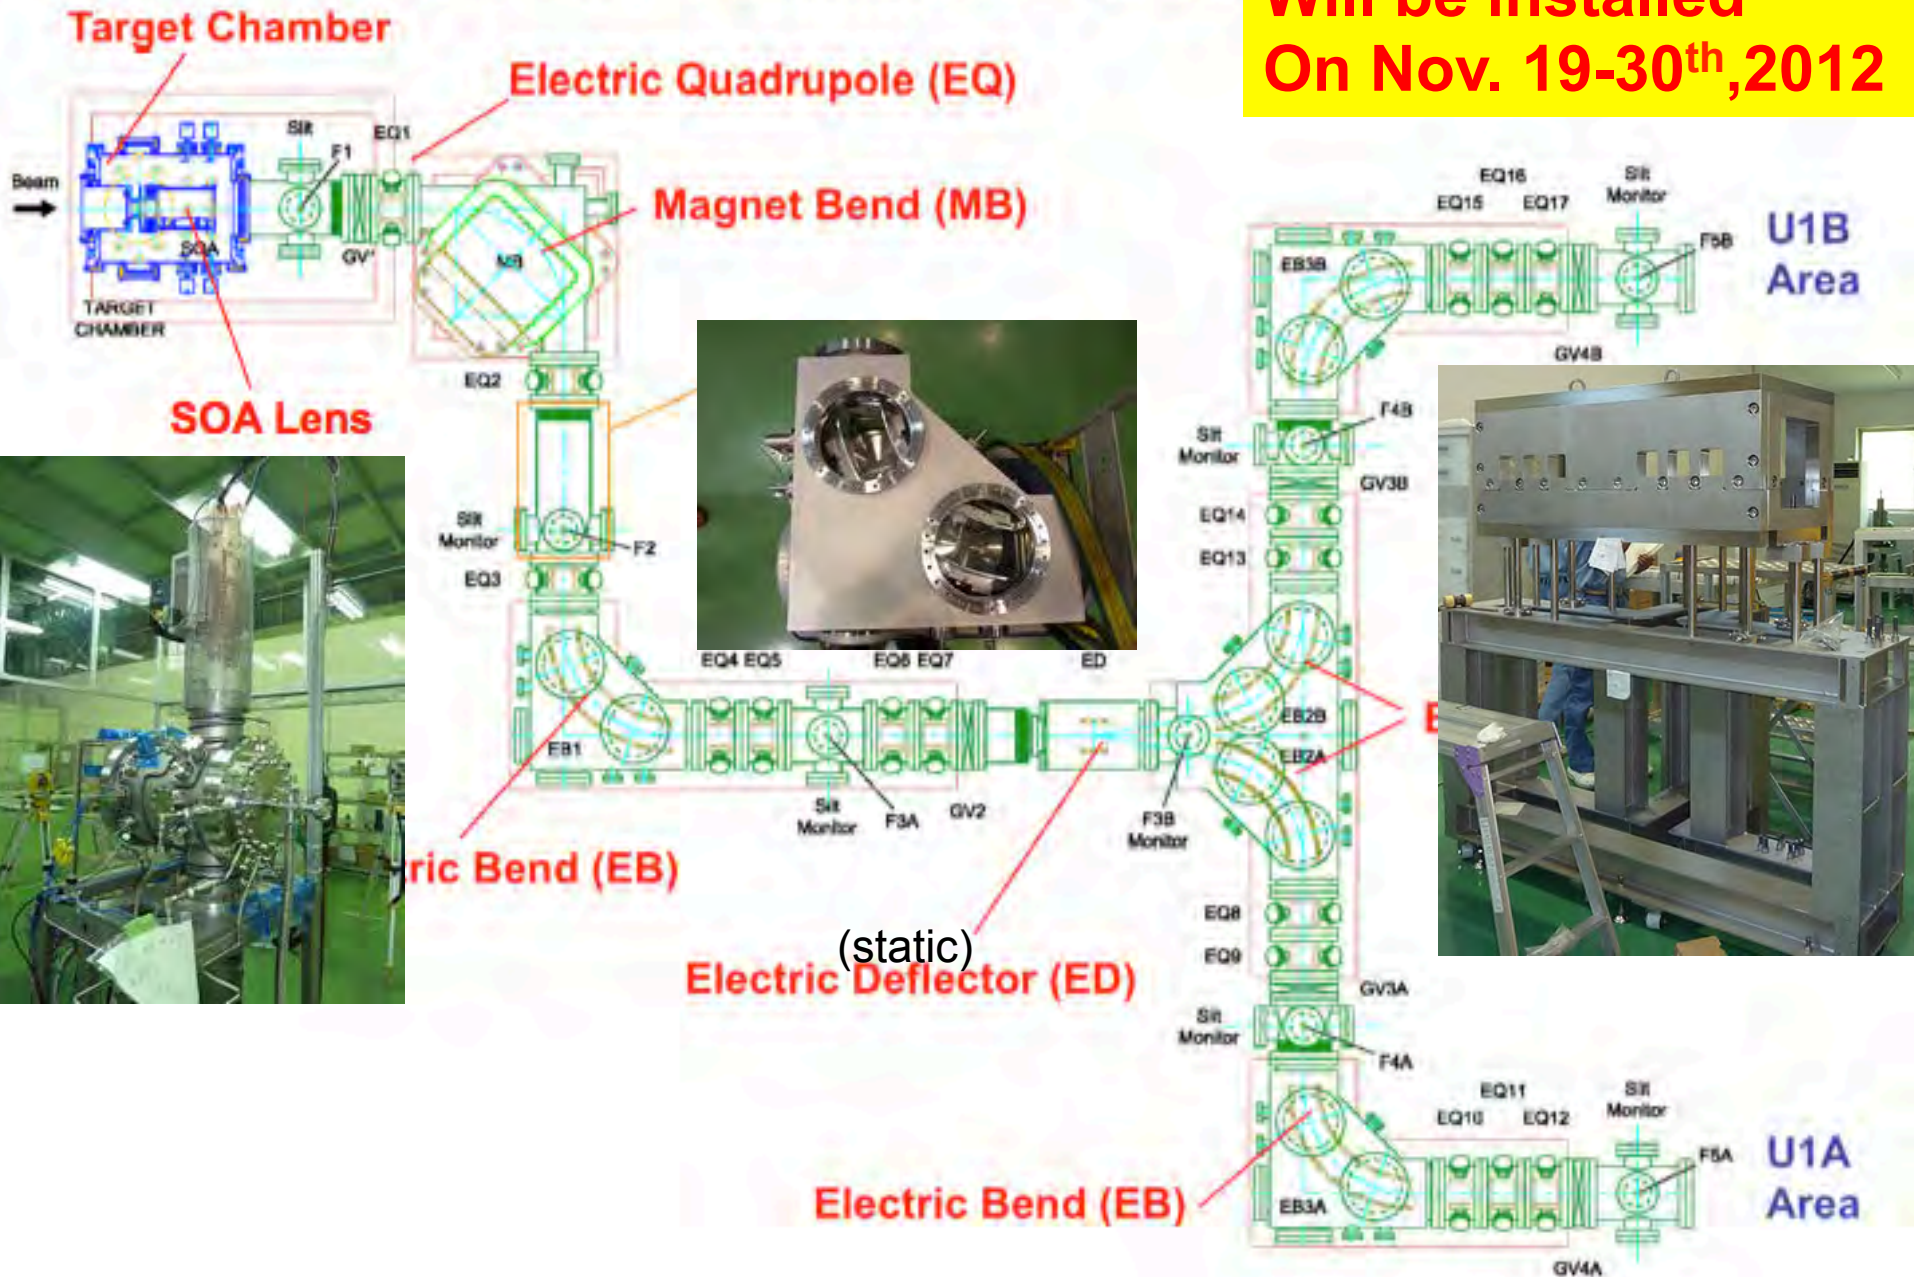 Will be installed
On Nov. 19-30th,2012
Target Chamber
Electric Quadrupole (EQ)
Slit
EQ1
F1
Beam
Magnet Bend (MB)
SOA
GV1
MB
TARGET
CHAMBER
SOA Lens
EQ2
Slit
Monitor
F2
EQ3
EQ4 EQ5
EQ6 EQ7
ED
EB1
Slit
Monitor
F3A
GV2
F3B
Monitor
EB2B
EB2A
tric Bend (EB)
(static)
Electric Deflector (ED)
EQ16
EQ15
EQ17
Slit
Monitor
F5B
U1B
Area
EB3B
GV4B
F4B
Slit
Monitor
GV3B
EQ14
EQ13
E
EQ8
EQ9
GV3A
Slit
Monitor
F4A
EQ11
EQ10
EQ12
Slit
Monitor
F5A
U1A
Area
Electric Bend (EB)
EB3A
GV4A